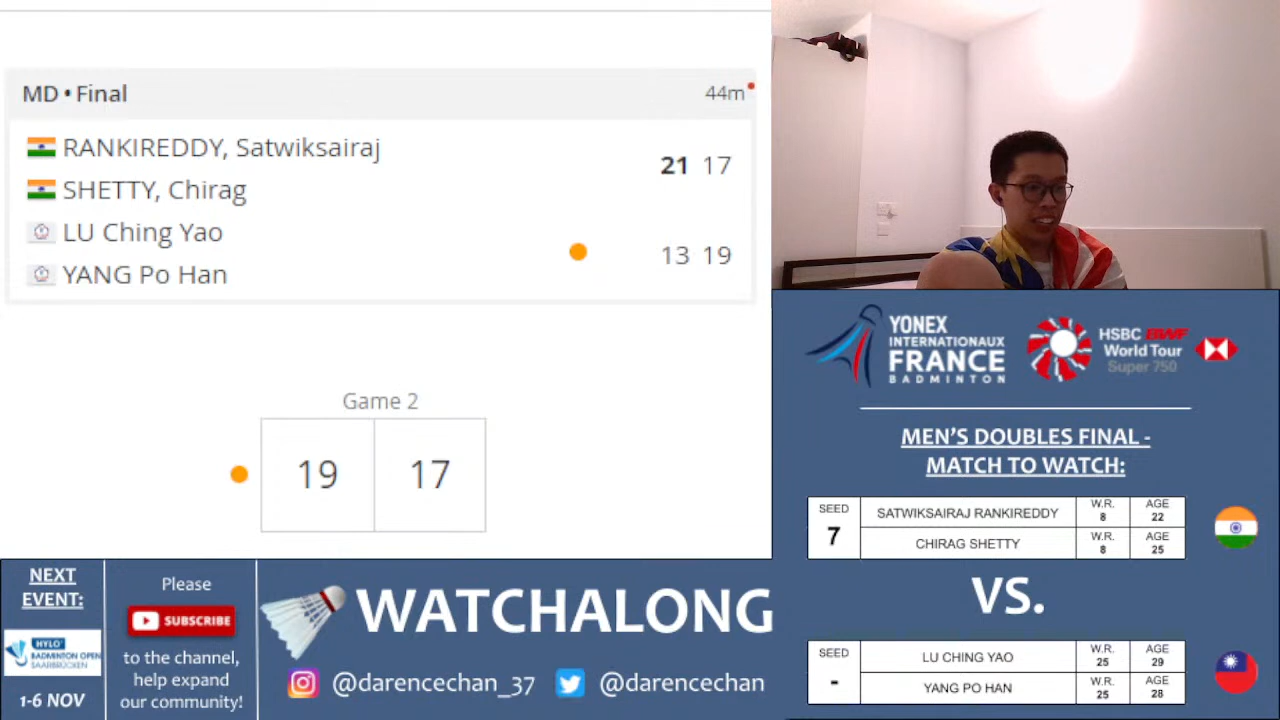 MD • Final
44m
RANKIREDDY, Satwiksairaj
SHETTY, Chirag
21 17
LU Ching Yao
YANG Po Han
13 19
Game 2
19 17
YONEX
INTERNATIONAUX
FRANCE
BADMINTON
HSBC BWF
World Tour
Super 750
MEN'S DOUBLES FINAL -
MATCH TO WATCH:
SEED
7
SATWIKSAIRAJ RANKIREDDY
W.R.
8
AGE
22
CHIRAG SHETTY
W.R.
8
AGE
25
VS.
SEED
-
LU CHING YAO
W.R.
25
AGE
29
YANG PO HAN
W.R.
25
AGE
28
NEXT
EVENT:
HYLO
BADMINTON OPEN
SAARBRÜCKEN
1-6 NOV
Please
SUBSCRIBE
to the channel,
help expand
our community!
WATCHALONG
@darencechan_37
@darencechan